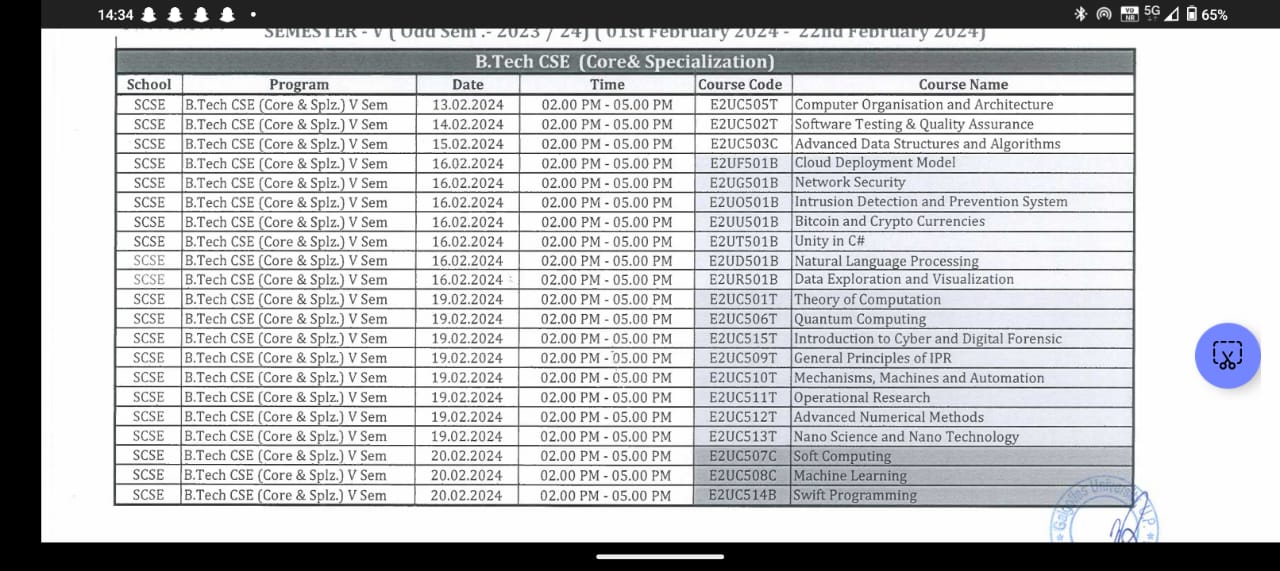 14:34
VO NR 5G 65%
SEMESTER - V ( Odd Sem .- 2023 / 24) ( 01st February 2024 - 22nd February 2024)
B.Tech CSE (Core& Specialization)
School Program Date Time Course Code Course Name
SCSE B.Tech CSE (Core & Splz.) V Sem 13.02.2024 02.00 PM - 05.00 PM E2UC505T Computer Organisation and Architecture
SCSE B.Tech CSE (Core & Splz.) V Sem 14.02.2024 02.00 PM - 05.00 PM E2UC502T Software Testing & Quality Assurance
SCSE B.Tech CSE (Core & Splz.) V Sem 15.02.2024 02.00 PM - 05.00 PM E2UC503C Advanced Data Structures and Algorithms
SCSE B.Tech CSE (Core & Splz.) V Sem 16.02.2024 02.00 PM - 05.00 PM E2UF501B Cloud Deployment Model
SCSE B.Tech CSE (Core & Splz.) V Sem 16.02.2024 02.00 PM - 05.00 PM E2UG501B Network Security
SCSE B.Tech CSE (Core & Splz.) V Sem 16.02.2024 02.00 PM - 05.00 PM E2UO501B Intrusion Detection and Prevention System
SCSE B.Tech CSE (Core & Splz.) V Sem 16.02.2024 02.00 PM - 05.00 PM E2UU501B Bitcoin and Crypto Currencies
SCSE B.Tech CSE (Core & Splz.) V Sem 16.02.2024 02.00 PM - 05.00 PM E2UT501B Unity in C#
SCSE B.Tech CSE (Core & Splz.) V Sem 16.02.2024 02.00 PM - 05.00 PM E2UD501B Natural Language Processing
SCSE B.Tech CSE (Core & Splz.) V Sem 16.02.2024 02.00 PM - 05.00 PM E2UR501B Data Exploration and Visualization
SCSE B.Tech CSE (Core & Splz.) V Sem 19.02.2024 02.00 PM - 05.00 PM E2UC501T Theory of Computation
SCSE B.Tech CSE (Core & Splz.) V Sem 19.02.2024 02.00 PM - 05.00 PM E2UC506T Quantum Computing
SCSE B.Tech CSE (Core & Splz.) V Sem 19.02.2024 02.00 PM - 05.00 PM E2UC515T Introduction to Cyber and Digital Forensic
SCSE B.Tech CSE (Core & Splz.) V Sem 19.02.2024 02.00 PM - 05.00 PM E2UC509T General Principles of IPR
SCSE B.Tech CSE (Core & Splz.) V Sem 19.02.2024 02.00 PM - 05.00 PM E2UC510T Mechanisms, Machines and Automation
SCSE B.Tech CSE (Core & Splz.) V Sem 19.02.2024 02.00 PM - 05.00 PM E2UC511T Operational Research
SCSE B.Tech CSE (Core & Splz.) V Sem 19.02.2024 02.00 PM - 05.00 PM E2UC512T Advanced Numerical Methods
SCSE B.Tech CSE (Core & Splz.) V Sem 19.02.2024 02.00 PM - 05.00 PM E2UC513T Nano Science and Nano Technology
SCSE B.Tech CSE (Core & Splz.) V Sem 20.02.2024 02.00 PM - 05.00 PM E2UC507C Soft Computing
SCSE B.Tech CSE (Core & Splz.) V Sem 20.02.2024 02.00 PM - 05.00 PM E2UC508C Machine Learning
SCSE B.Tech CSE (Core & Splz.) V Sem 20.02.2024 02.00 PM - 05.00 PM E2UC514B Swift Programming
Galgotias University U.P.